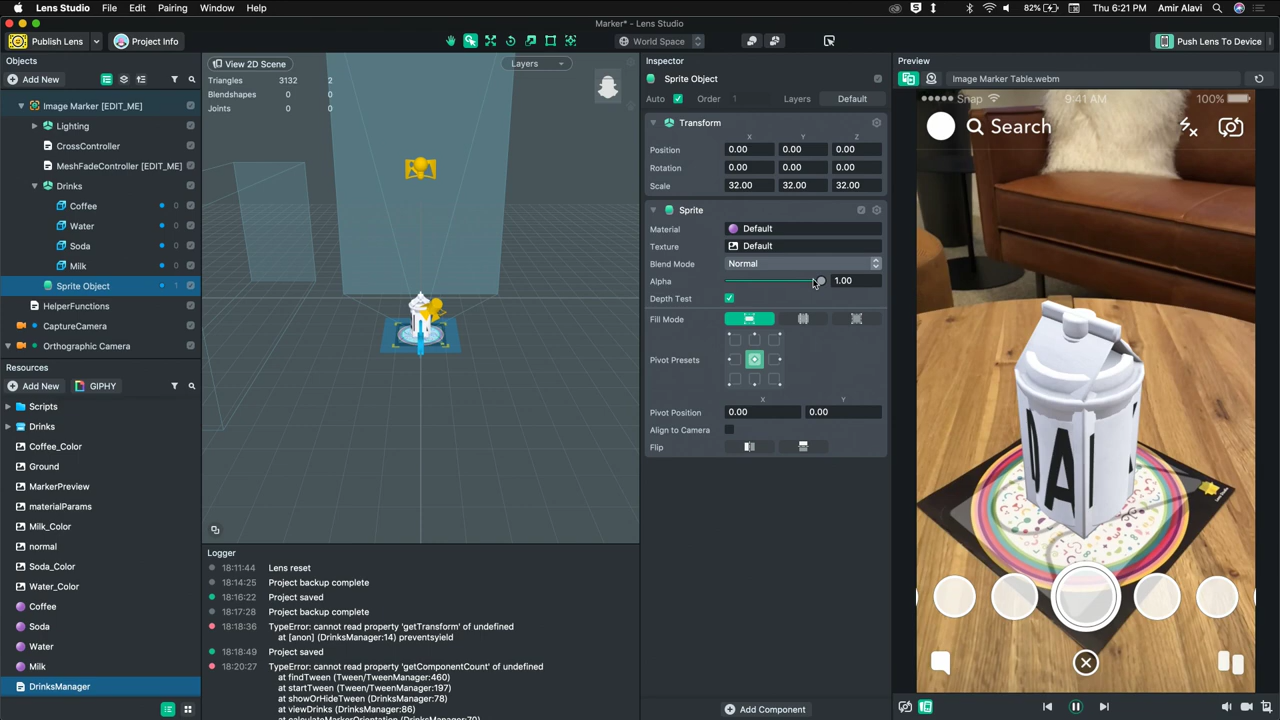 Lens Studio File Edit Pairing Window Help 82% Thu 6:21 PM Amir Alavi
Marker* - Lens Studio
Publish Lens Project Info World Space Push Lens To Device
Objects
Add New
Image Marker [EDIT_ME]
Lighting
CrossController
MeshFadeController [EDIT_ME]
Drinks
Coffee 0
Water 0
Soda 0
Milk 0
Sprite Object 1
HelperFunctions
CaptureCamera
Orthographic Camera
Resources
Add New GIPHY
Scripts
Drinks
Coffee_Color
Ground
MarkerPreview
materialParams
Milk_Color
normal
Soda_Color
Water_Color
Coffee
Soda
Water
Milk
DrinksManager
View 2D Scene Layers
Triangles 3132 2
Blendshapes 0 0
Joints 0 0
Logger
18:11:44 Lens reset
18:14:25 Project backup complete
18:16:22 Project saved
18:17:28 Project backup complete
18:18:36 TypeError: cannot read property 'getTransform' of undefined
at [anon] (DrinksManager:14) preventsyield
18:18:49 Project saved
18:20:27 TypeError: cannot read property 'getComponentCount' of undefined
at findTween (Tween/TweenManager:460)
at startTween (Tween/TweenManager:197)
at showOrHideTween (DrinksManager:78)
at viewDrinks (DrinksManager:86)
Inspector
Sprite Object
Auto Order 1 Layers Default
Transform
X Y Z
Position 0.00 0.00 0.00
Rotation 0.00 0.00 0.00
Scale 32.00 32.00 32.00
Sprite
Material Default
Texture Default
Blend Mode Normal
Alpha 1.00
Depth Test
Fill Mode
Pivot Presets
X Y
Pivot Position 0.00 0.00
Align to Camera
Flip
Add Component
Preview
Image Marker Table.webm
Snap 9:41 AM 100%
Search
DAI
Lens Studio